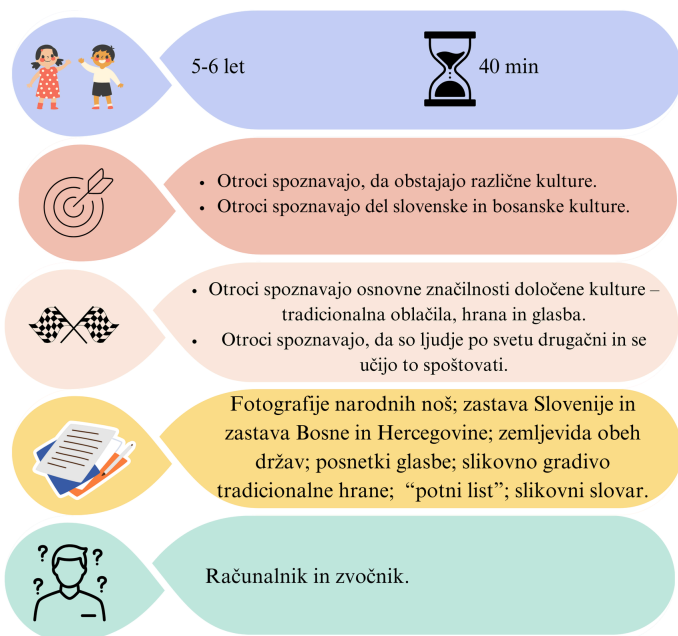 5-6 let
40 min
• Otroci spoznavajo, da obstajajo različne kulture.
• Otroci spoznavajo del slovenske in bosanske kulture.
• Otroci spoznavajo osnovne značilnosti določene kulture –
tradicionalna oblačila, hrana in glasba.
• Otroci spoznavajo, da so ljudje po svetu drugačni in se
učijo to spoštovati.
Fotografije narodnih noš; zastava Slovenije in
zastava Bosne in Hercegovine; zemljevida obeh
držav; posnetki glasbe; slikovno gradivo
tradicionalne hrane; “potni list”; slikovni slovar.
Računalnik in zvočnik.